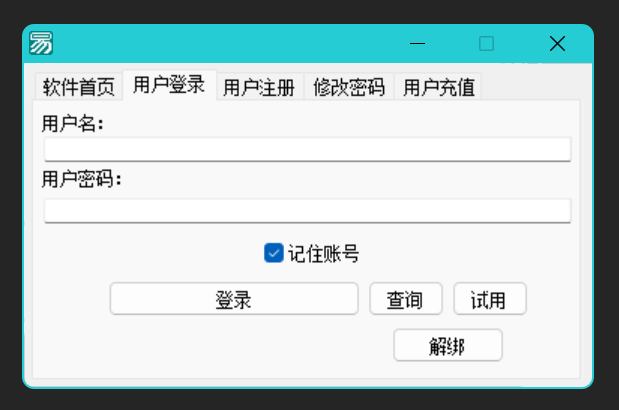 易
软件首页 用户登录 用户注册 修改密码 用户充值
用户名：
用户密码：
记住账号
登录 查询 试用
解绑